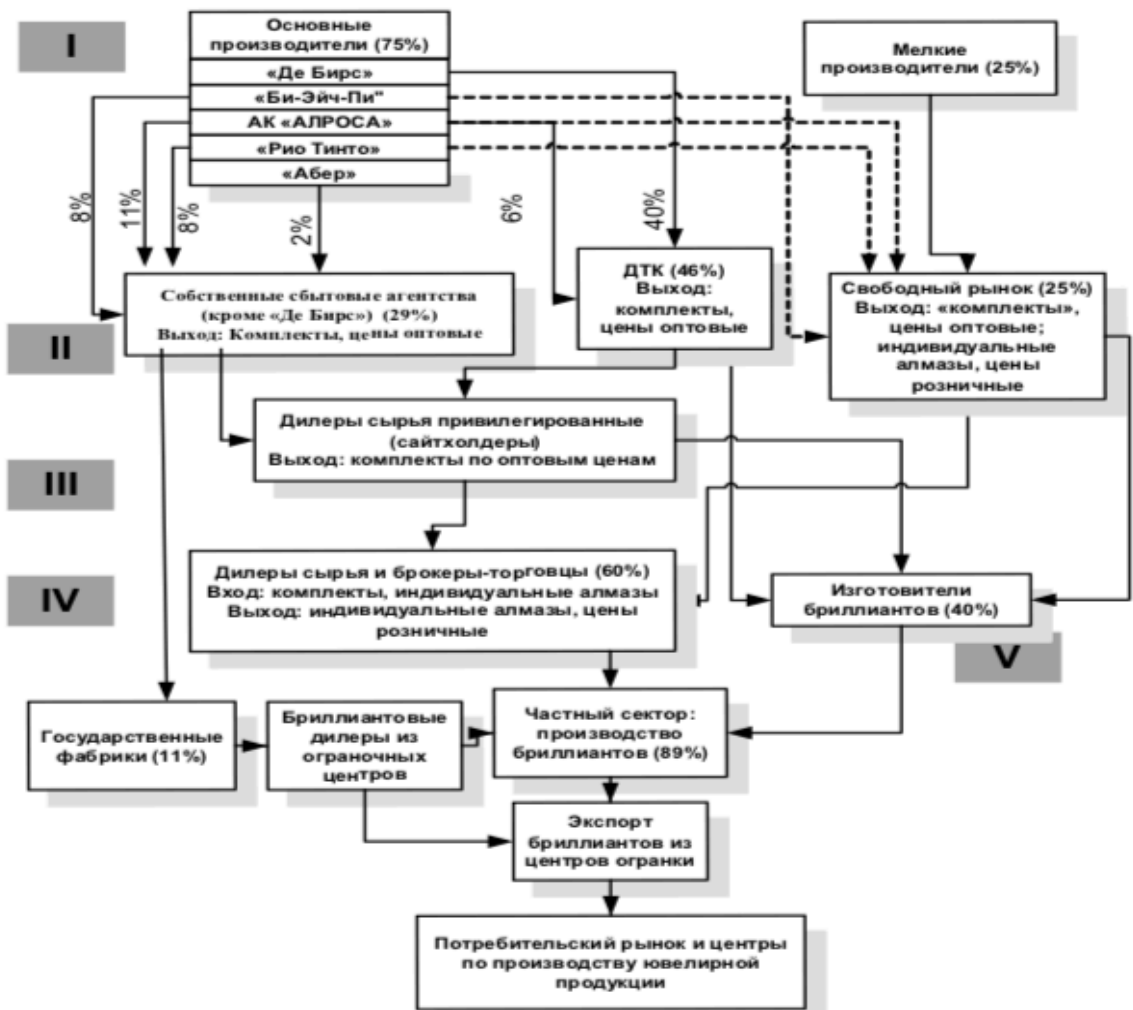 I
Основные
производители (75%)
«Де Бирс»
«Би-Эйч-Пи"
АК «АЛРОСА»
«Рио Тинто»
«Абер»
Мелкие
производители (25%)
8%
11%
8%
2%
6%
40%
Собственные сбытовые агентства
(кроме «Де Бирс») (29%)
Выход: Комплекты, цены оптовые
ДТК (46%)
Выход:
комплекты,
цены оптовые
Свободный рынок (25%)
Выход: «комплекты»,
цены оптовые;
индивидуальные
алмазы, цены
розничные
II
Дилеры сырья привилегированные
(сайтхолдеры)
Выход: комплекты по оптовым ценам
III
Дилеры сырья и брокеры-торговцы (60%)
Вход: комплекты, индивидуальные алмазы
Выход: индивидуальные алмазы, цены
розничные
IV
Изготовители
бриллиантов (40%)
V
Государственные
фабрики (11%)
Бриллиантовые
дилеры из
ограночных
центров
Частный сектор:
производство
бриллиантов (89%)
Экспорт
бриллиантов из
центров огранки
Потребительский рынок и центры
по производству ювелирной
продукции